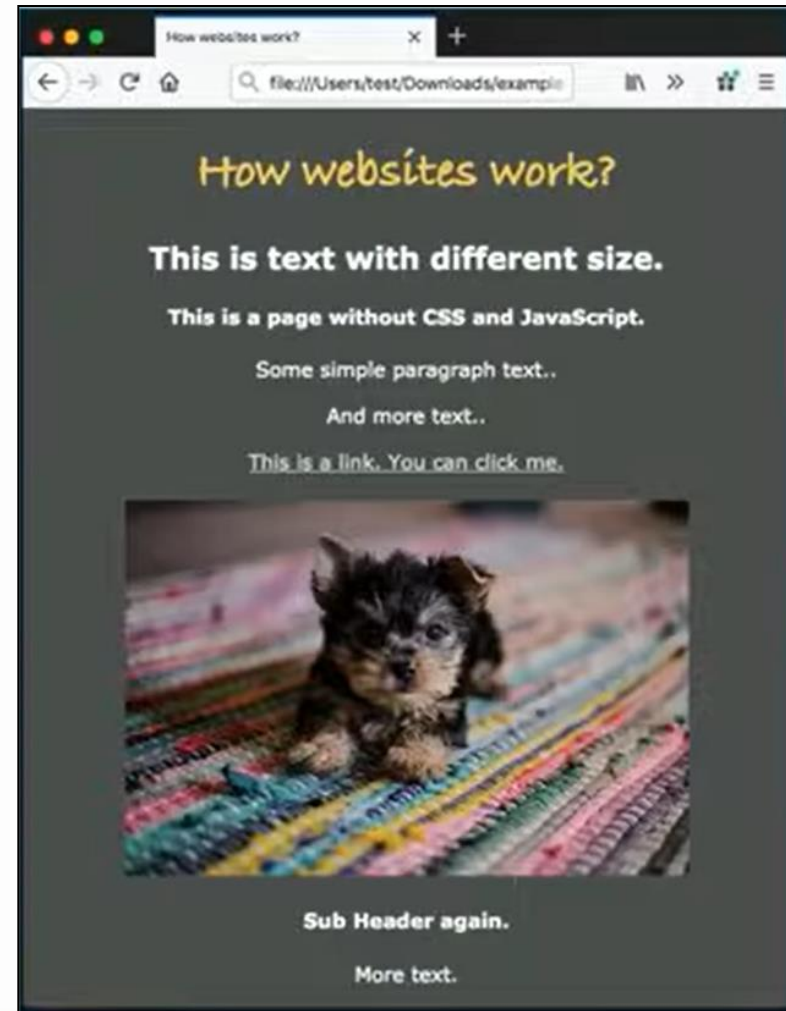 How websites work?
file:///Users/test/Downloads/example
How websites work?
This is text with different size.
This is a page without CSS and JavaScript.
Some simple paragraph text..
And more text..
This is a link. You can click me.
Sub Header again.
More text.